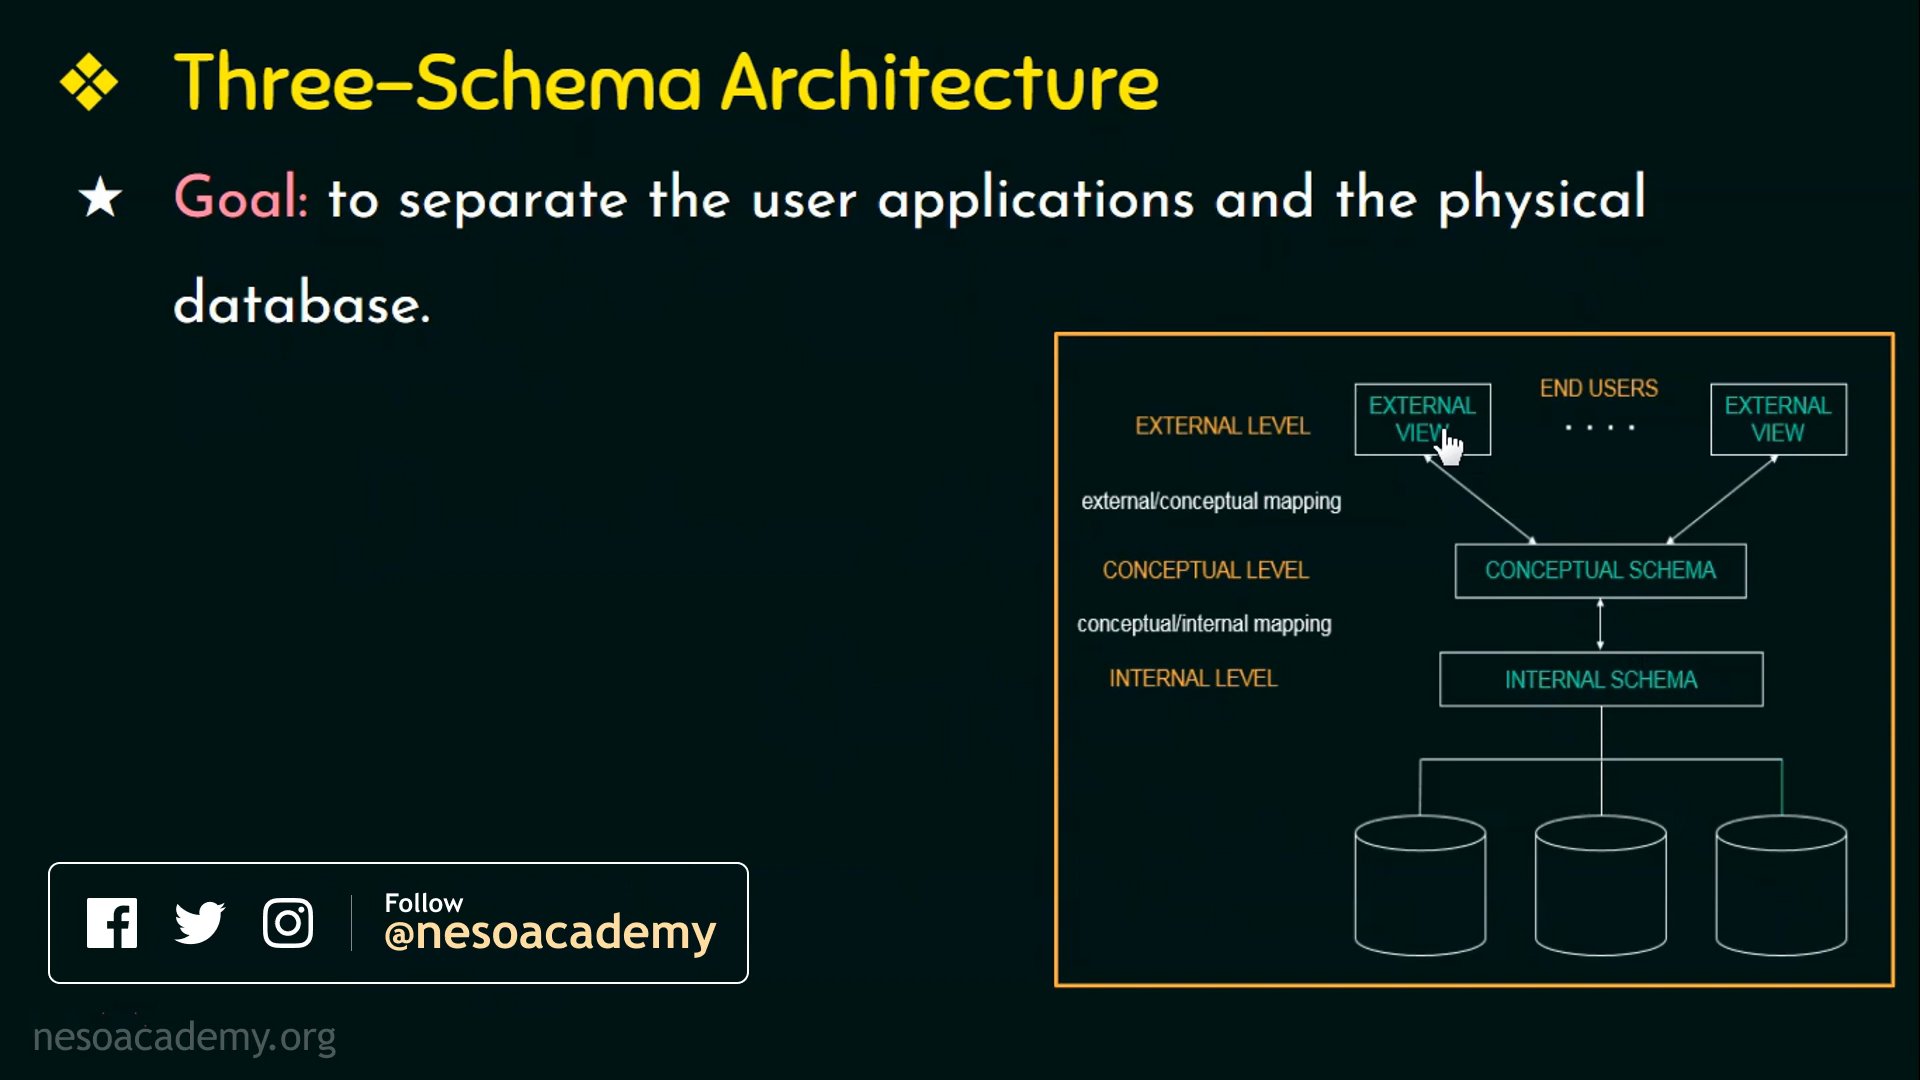 Three-Schema Architecture
Goal: to separate the user applications and the physical
database.
END USERS
EXTERNAL LEVEL
EXTERNAL
VIEW
. . . .
EXTERNAL
VIEW
external/conceptual mapping
CONCEPTUAL LEVEL
CONCEPTUAL SCHEMA
conceptual/internal mapping
INTERNAL LEVEL
INTERNAL SCHEMA
Follow
@nesoacademy
nesoacademy.org